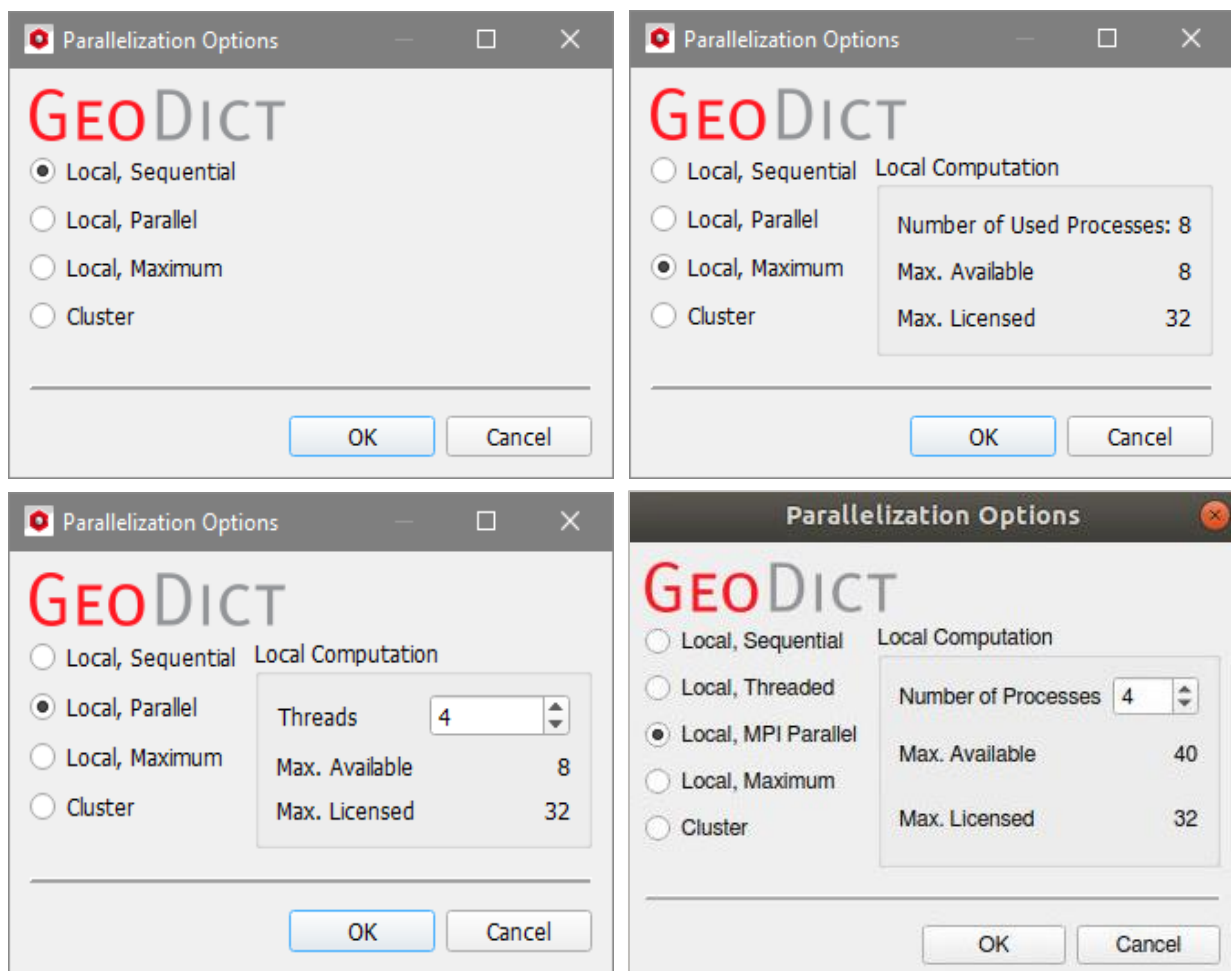 Parallelization Options
GEODICT
Local, Sequential
Local, Parallel
Local, Maximum
Cluster
OK Cancel
Parallelization Options
GEODICT
Local, Sequential
Local, Parallel
Local, Maximum
Cluster
Local Computation
Number of Used Processes: 8
Max. Available 8
Max. Licensed 32
OK Cancel
Parallelization Options
GEODICT
Local, Sequential
Local, Parallel
Local, Maximum
Cluster
Local Computation
Threads 4
Max. Available 8
Max. Licensed 32
OK Cancel
Parallelization Options
GEODICT
Local, Sequential
Local, Threaded
Local, MPI Parallel
Local, Maximum
Cluster
Local Computation
Number of Processes 4
Max. Available 40
Max. Licensed 32
OK Cancel